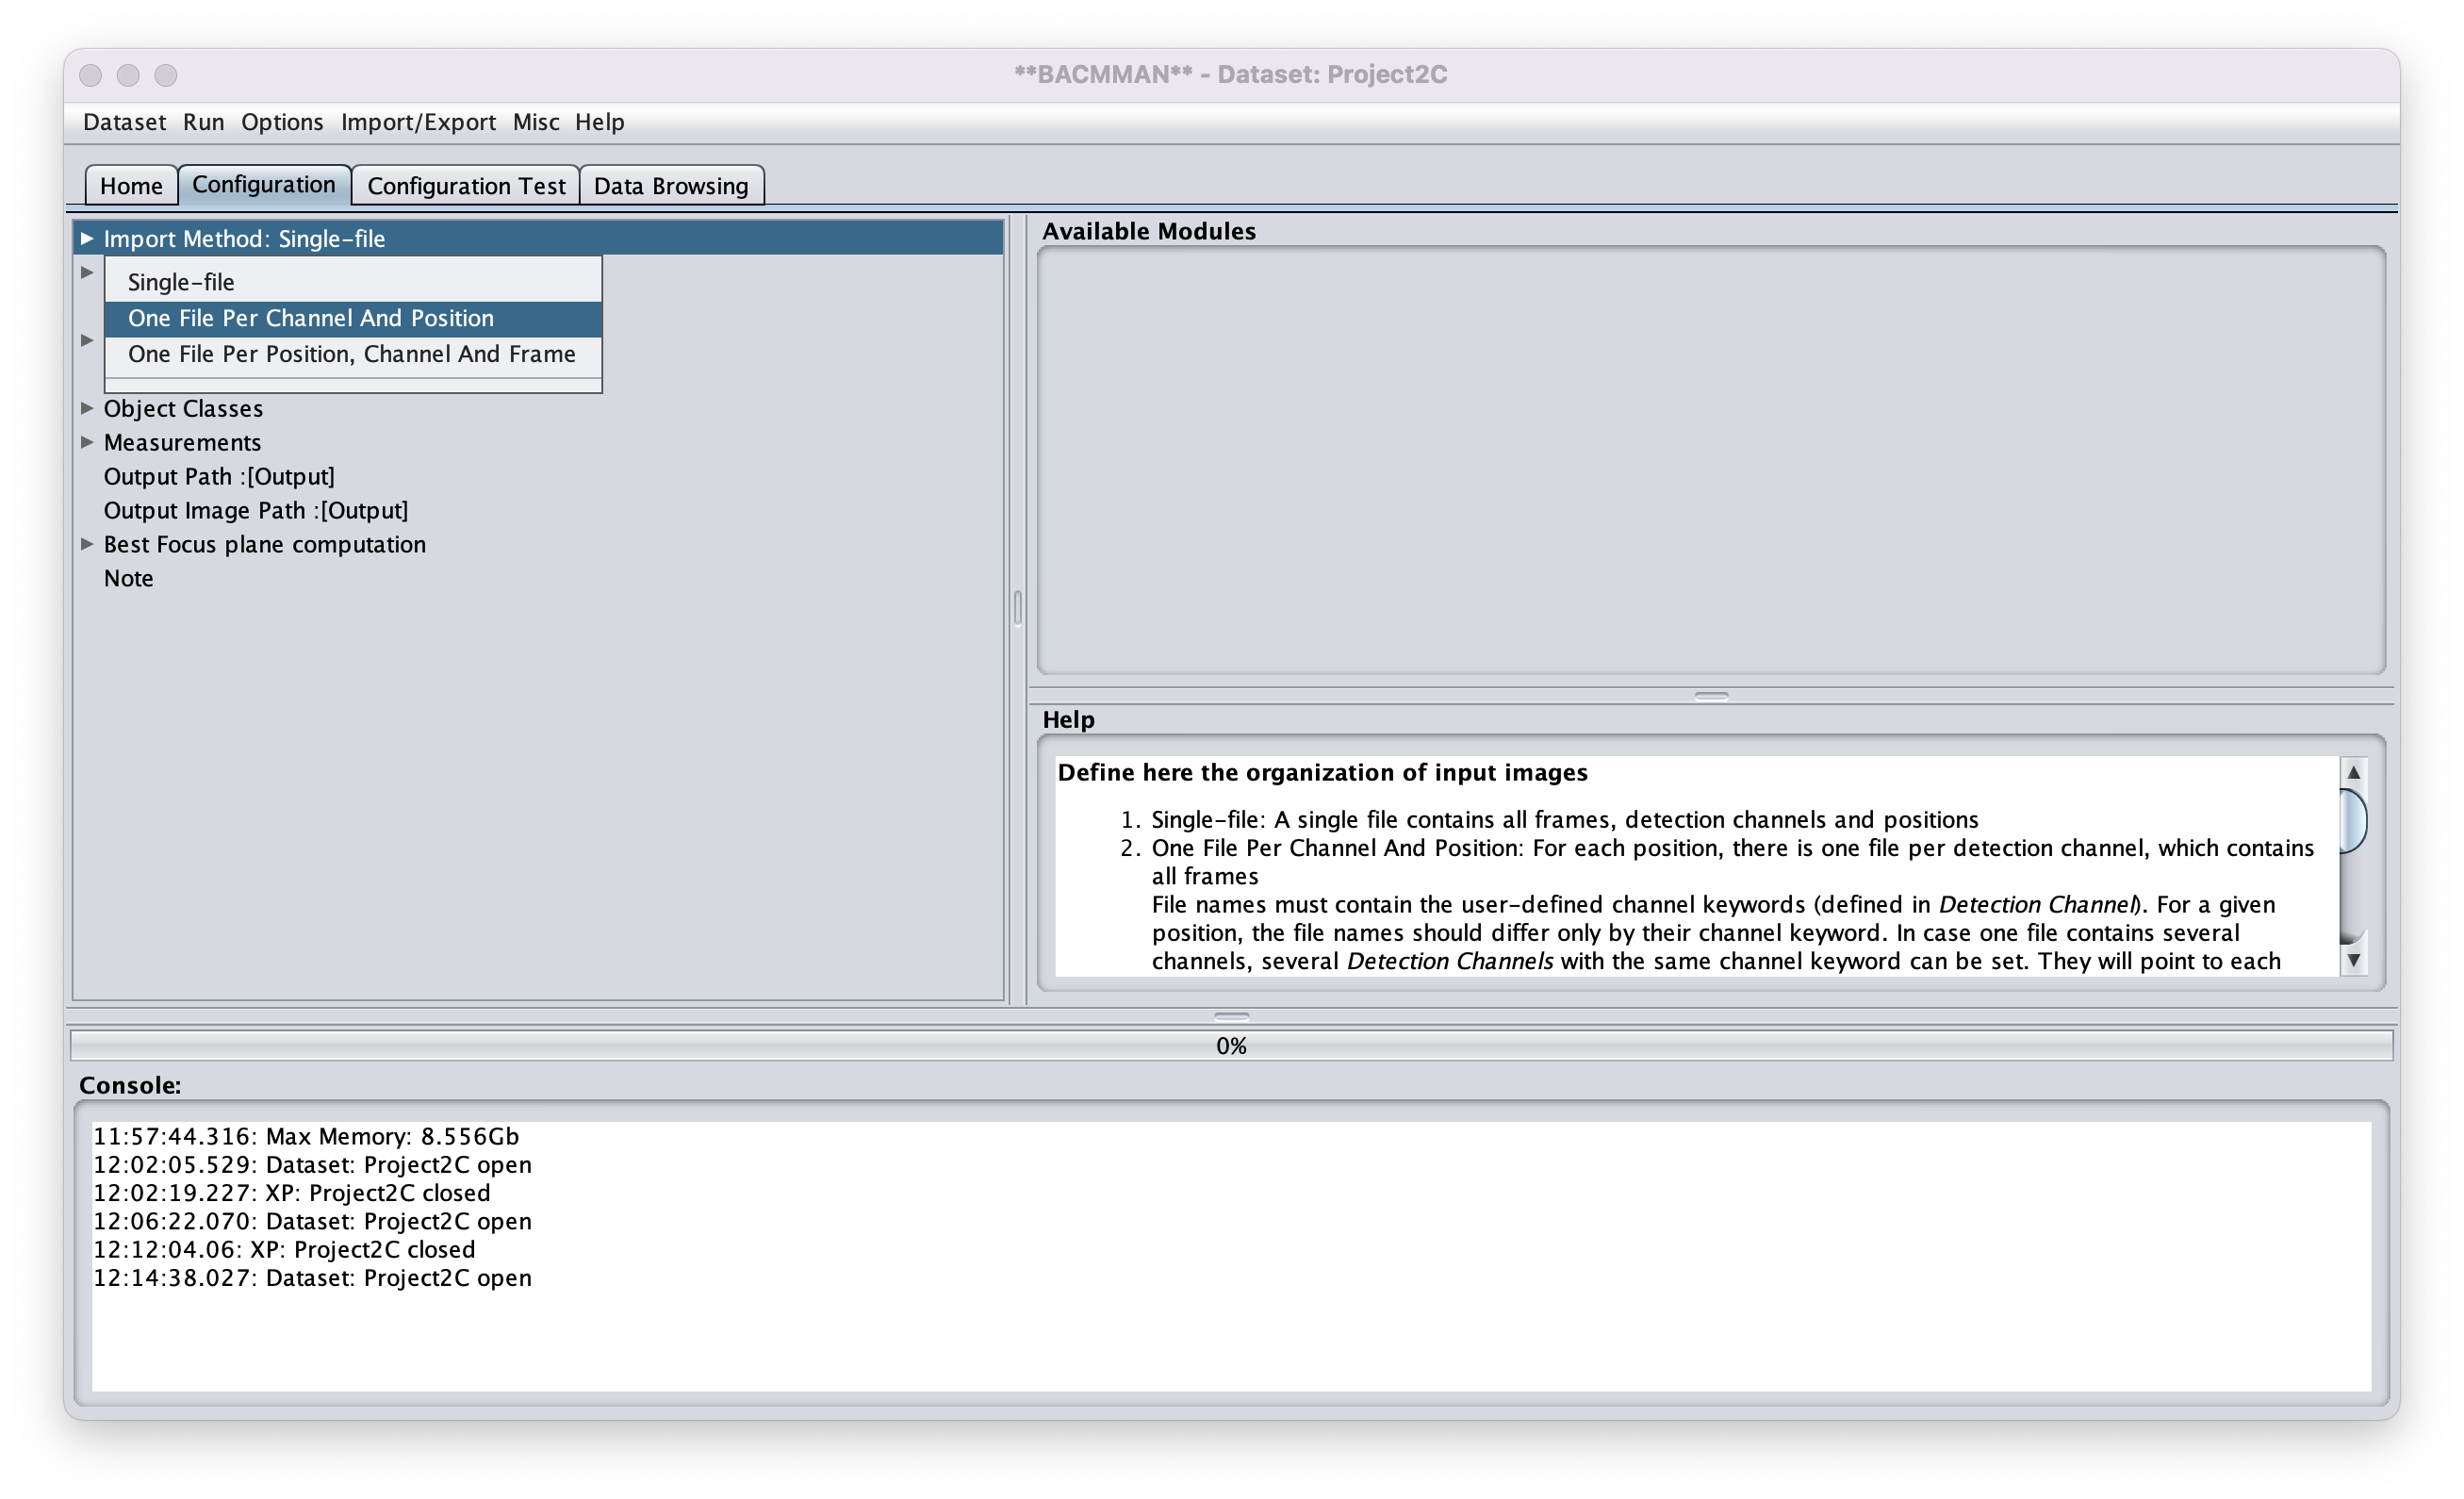 **BACMMAN** - Dataset: Project2C
Dataset Run Options Import/Export Misc Help
Home Configuration Configuration Test Data Browsing
Import Method: Single-file
Single-file
One File Per Channel And Position
One File Per Position, Channel And Frame
Object Classes
Measurements
Output Path :[Output]
Output Image Path :[Output]
Best Focus plane computation
Note
Available Modules
Help
Define here the organization of input images
1. Single-file: A single file contains all frames, detection channels and positions
2. One File Per Channel And Position: For each position, there is one file per detection channel, which contains
all frames
File names must contain the user-defined channel keywords (defined in Detection Channel). For a given
position, the file names should differ only by their channel keyword. In case one file contains several
channels, several Detection Channels with the same channel keyword can be set. They will point to each
0%
Console:
11:57:44.316: Max Memory: 8.556Gb
12:02:05.529: Dataset: Project2C open
12:02:19.227: XP: Project2C closed
12:06:22.070: Dataset: Project2C open
12:12:04.06: XP: Project2C closed
12:14:38.027: Dataset: Project2C open